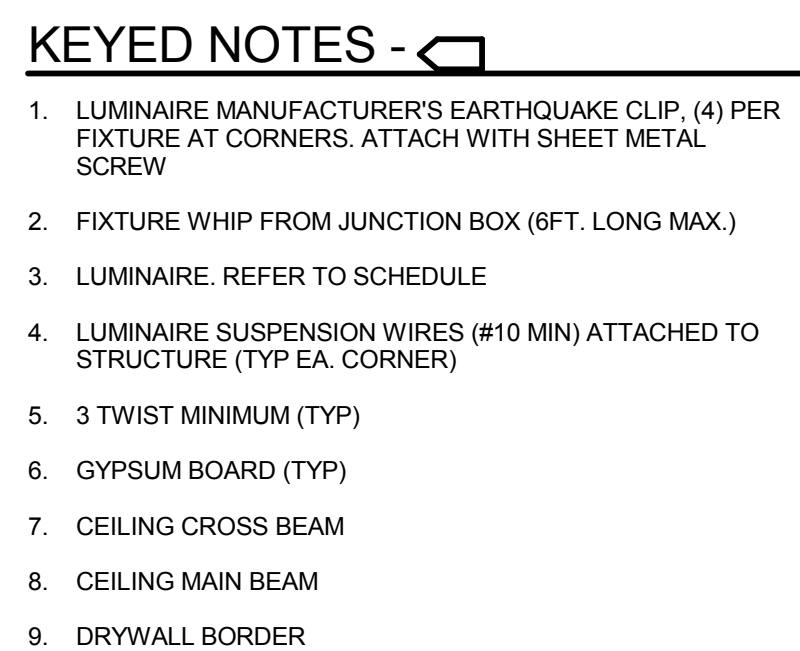 KEYED NOTES -
1. LUMINAIRE MANUFACTURER'S EARTHQUAKE CLIP, (4) PER
FIXTURE AT CORNERS. ATTACH WITH SHEET METAL
SCREW
2. FIXTURE WHIP FROM JUNCTION BOX (6FT. LONG MAX.)
3. LUMINAIRE. REFER TO SCHEDULE
4. LUMINAIRE SUSPENSION WIRES (#10 MIN) ATTACHED TO
STRUCTURE (TYP EA. CORNER)
5. 3 TWIST MINIMUM (TYP)
6. GYPSUM BOARD (TYP)
7. CEILING CROSS BEAM
8. CEILING MAIN BEAM
9. DRYWALL BORDER